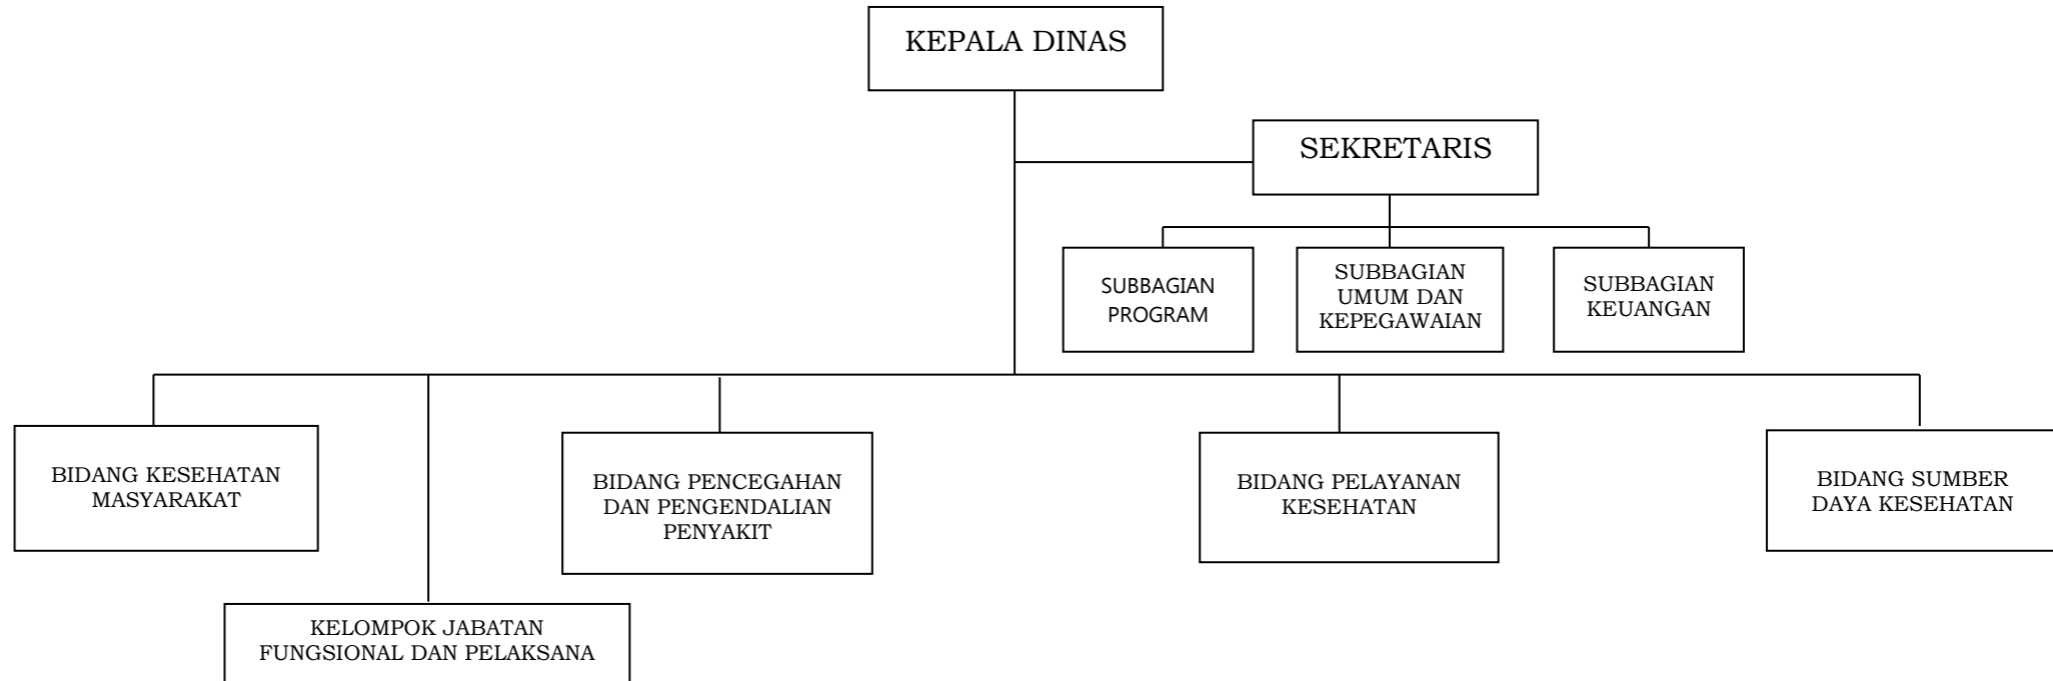 KEPALA DINAS
SEKRETARIS
SUBBAGIAN
PROGRAM
SUBBAGIAN
UMUM DAN
KEPEGAWAIAN
SUBBAGIAN
KEUANGAN
BIDANG KESEHATAN
MASYARAKAT
BIDANG PENCEGAHAN
DAN PENGENDALIAN
PENYAKIT
BIDANG PELAYANAN
KESEHATAN
BIDANG SUMBER
DAYA KESEHATAN
KELOMPOK JABATAN
FUNGSIONAL DAN PELAKSANA